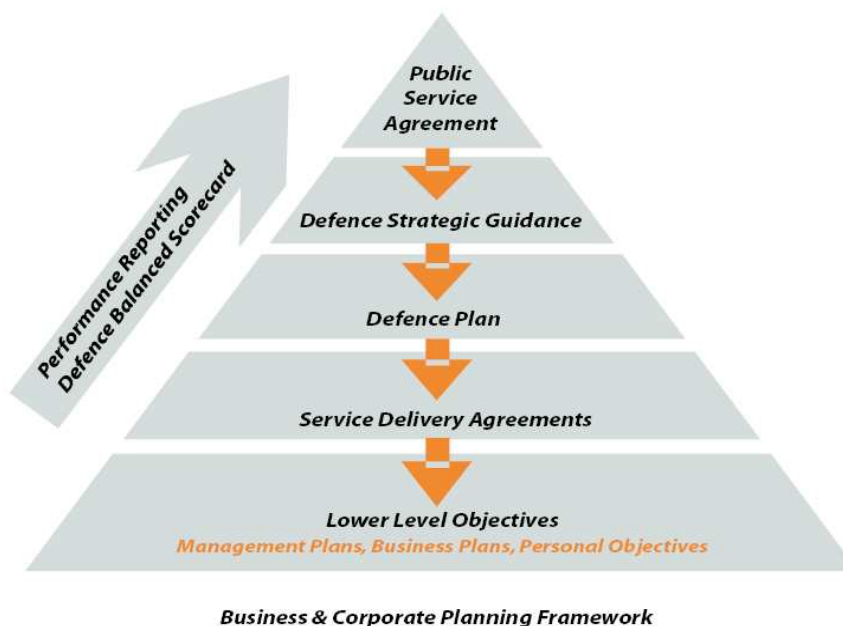 Public
Service
Agreement
Performance Reporting
Defence Balanced Scorecard
Defence Strategic Guidance
Defence Plan
Service Delivery Agreements
Lower Level Objectives
Management Plans, Business Plans, Personal Objectives
Business & Corporate Planning Framework